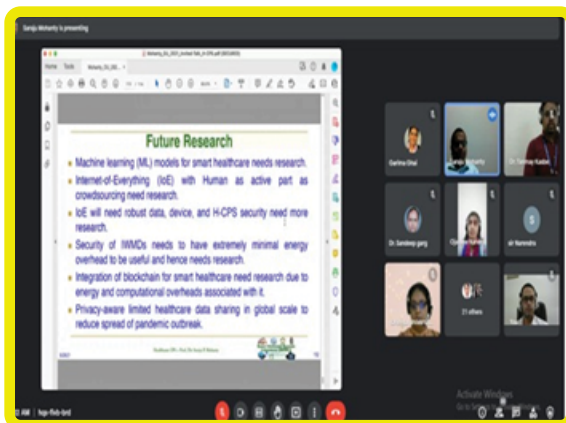 Saraju Mohanty is presenting
Home Tools
Future Research
Machine learning (ML) models for smart healthcare needs research.
Internet-of-Everything (IoE) with Human as active part as
crowdsourcing need research.
IoE will need robust data, device, and H-CPS security need more
research.
Security of IWMDs needs to have extremely minimal energy
overhead to be useful and hence needs research.
Integration of blockchain for smart healthcare need research due to
energy and computational overheads associated with it.
Privacy-aware limited healthcare data sharing in global scale to
reduce spread of pandemic outbreak.
Saraju Mohanty
Dr. Sandeep garg
S
sir Narendra
21 others
Activate Windows
AM